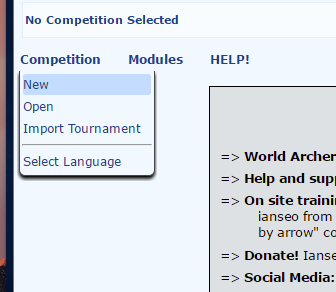 No Competition Selected
Competition Modules HELP!
New
Open
Import Tournament
Select Language
=> World Archer
=> Help and supp
=> On site trainin
ianseo from
by arrow" co
=> Donate! Ianse
=> Social Media: